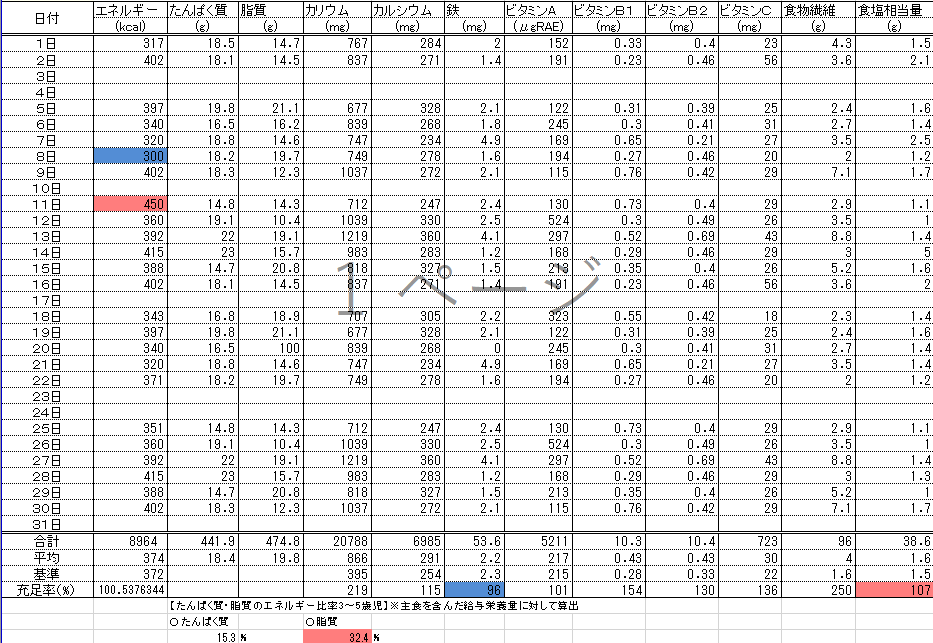 日付 エネルギー たんぱく質 脂質 カリウム カルシウム 鉄 ビタミンA ビタミンB1 ビタミンB2 ビタミンC 食物繊維 食塩相当量
(kcal) (g) (g) (mg) (mg) (mg) (μgRAE) (mg) (mg) (mg) (g) (g)
1日 317 18.5 14.7 767 284 2 152 0.33 0.4 23 4.3 1.5
2日 402 18.1 14.5 837 271 1.4 191 0.23 0.46 56 3.6 2.1
3日
4日
5日 397 19.8 21.1 677 328 2.1 122 0.31 0.39 25 2.4 1.6
6日 340 16.5 16.2 839 268 1.8 245 0.3 0.41 31 2.7 1.4
7日 320 18.8 14.6 747 234 4.9 169 0.65 0.21 27 3.5 2.5
8日 300 18.2 19.7 749 278 1.6 194 0.27 0.46 20 2 1.2
9日 402 18.3 12.3 1037 272 2.1 115 0.76 0.42 29 7.1 1.7
10日
11日 450 14.8 14.3 712 247 2.4 130 0.73 0.4 29 2.9 1.1
12日 360 19.1 10.4 1039 330 2.5 524 0.3 0.49 26 3.5 1
13日 392 22 19.1 1219 360 4.1 297 0.52 0.69 43 8.8 1.4
14日 415 23 15.7 983 283 1.2 168 0.29 0.46 29 3 5
15日 388 14.7 20.8 818 327 1.5 213 0.35 0.4 26 5.2 1.6
16日 402 18.1 14.5 837 271 1.4 191 0.23 0.46 56 3.6 2
1 ページ
17日
18日 343 16.8 18.9 707 305 2.2 323 0.55 0.42 18 2.3 1.4
19日 397 19.8 21.1 677 328 2.1 122 0.31 0.39 25 2.4 1.6
20日 340 16.5 100 839 268 0 245 0.3 0.41 31 2.7 1.4
21日 320 18.8 14.6 747 234 4.9 169 0.65 0.21 27 3.5 1.4
22日 371 18.2 19.7 749 278 1.6 194 0.27 0.46 20 2 1.2
23日
24日
25日 351 14.8 14.3 712 247 2.4 130 0.73 0.4 29 2.9 1.1
26日 360 19.1 10.4 1039 330 2.5 524 0.3 0.49 26 3.5 1
27日 392 22 19.1 1219 360 4.1 297 0.52 0.69 43 8.8 1.4
28日 415 23 15.7 983 283 1.2 168 0.29 0.46 29 3 1.3
29日 388 14.7 20.8 818 327 1.5 213 0.35 0.4 26 5.2 1
30日 402 18.3 12.3 1037 272 2.1 115 0.76 0.42 29 7.1 1.7
31日
合計 8964 441.9 474.8 20788 6985 53.6 5211 10.3 10.4 723 96 38.6
平均 374 18.4 19.8 866 291 2.2 217 0.43 0.43 30 4 1.6
基準 372 395 254 2.3 215 0.28 0.33 22 1.6 1.5
充足率(%) 100.5376344 219 115 96 101 154 130 136 250 107
【たんぱく質・脂質のエネルギー比率3～5歳児】※主食を含んだ給与栄養量に対して算出
○たんぱく質 ○脂質
15.3 % 32.4 %